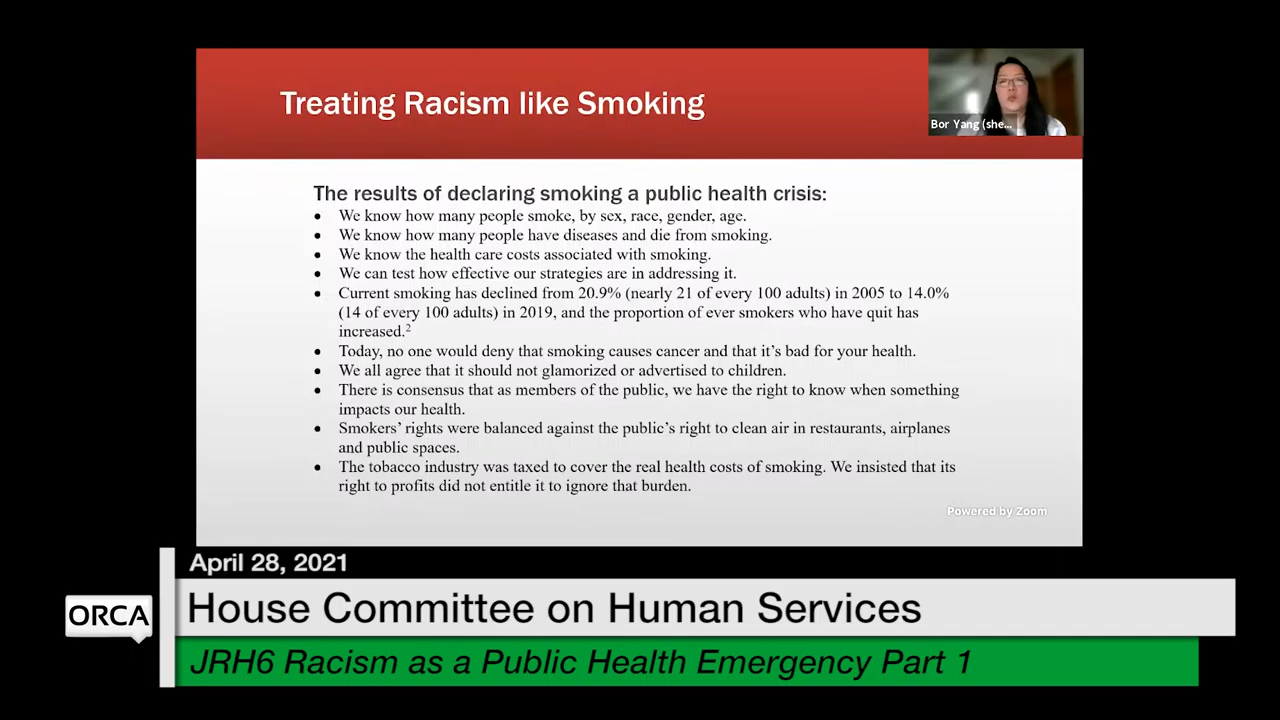 Treating Racism like Smoking
Bor Yang (she...
The results of declaring smoking a public health crisis:
• We know how many people smoke, by sex, race, gender, age.
• We know how many people have diseases and die from smoking.
• We know the health care costs associated with smoking.
• We can test how effective our strategies are in addressing it.
• Current smoking has declined from 20.9% (nearly 21 of every 100 adults) in 2005 to 14.0%
(14 of every 100 adults) in 2019, and the proportion of ever smokers who have quit has
increased.²
• Today, no one would deny that smoking causes cancer and that it's bad for your health.
• We all agree that it should not glamorized or advertised to children.
• There is consensus that as members of the public, we have the right to know when something
impacts our health.
• Smokers' rights were balanced against the public's right to clean air in restaurants, airplanes
and public spaces.
• The tobacco industry was taxed to cover the real health costs of smoking. We insisted that its
right to profits did not entitle it to ignore that burden.
Powered by Zoom
April 28, 2021
ORCA
House Committee on Human Services
JRH6 Racism as a Public Health Emergency Part 1